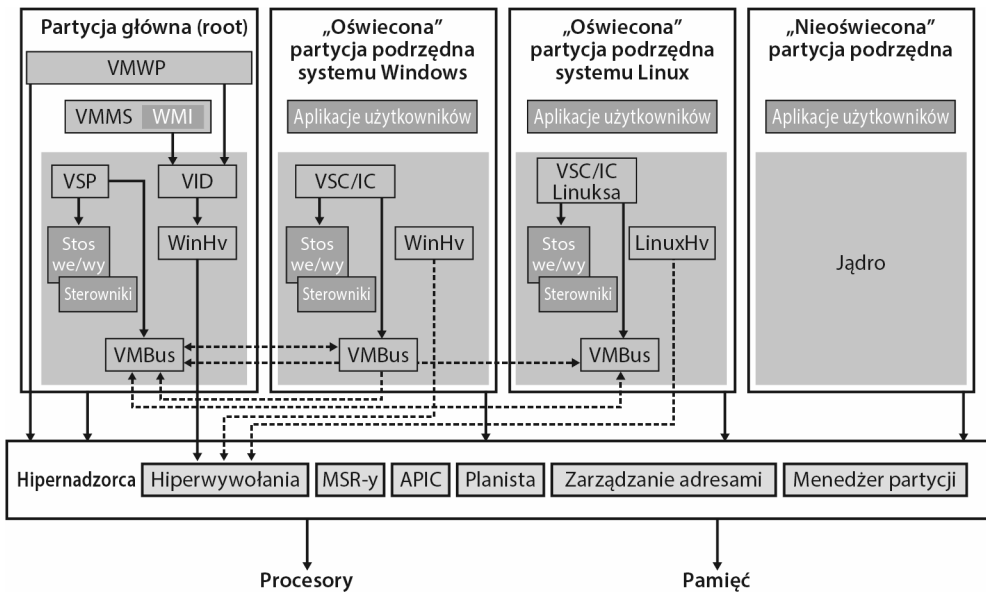 Partycja główna (root)
VMWP
VMMS WMI
VSP
VID
Stos
we/wy
Sterowniki
WinHv
VMBus
„Oświecona”
partycja podrzędna
systemu Windows
Aplikacje użytkowników
VSC/IC
Stos
we/wy
Sterowniki
WinHv
VMBus
„Oświecona”
partycja podrzędna
systemu Linux
Aplikacje użytkowników
VSC/IC
Linuksa
Stos
we/wy
Sterowniki
LinuxHv
VMBus
„Nieoświecona”
partycja podrzędna
Aplikacje użytkowników
Jądro
Hipernadzorca
Hiperwywołania
MSR-y
APIC
Planista
Zarządzanie adresami
Menedżer partycji
Procesory
Pamięć